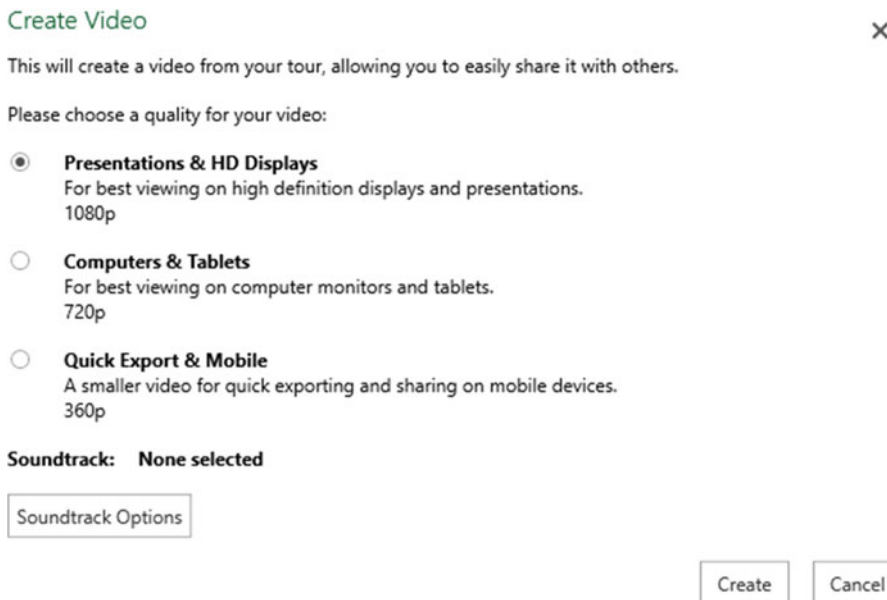 Create Video
This will create a video from your tour, allowing you to easily share it with others.
Please choose a quality for your video:
Presentations & HD Displays
For best viewing on high definition displays and presentations.
1080p
Computers & Tablets
For best viewing on computer monitors and tablets.
720p
Quick Export & Mobile
A smaller video for quick exporting and sharing on mobile devices.
360p
Soundtrack: None selected
Soundtrack Options
Create Cancel